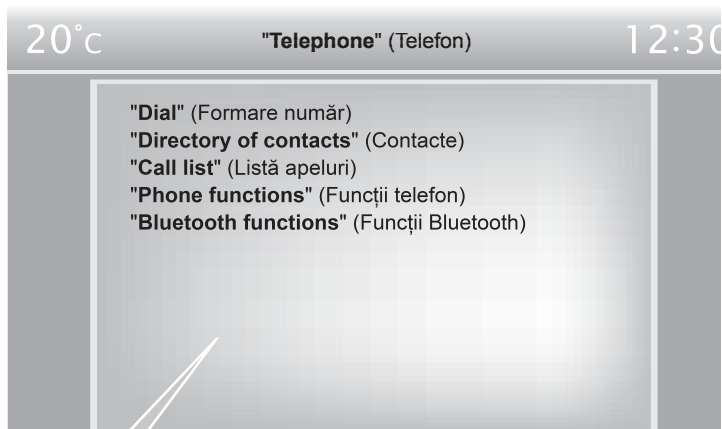 20°C "Telephone" (Telefon) 12:30
"Dial" (Formare număr)
"Directory of contacts" (Contacte)
"Call list" (Listă apeluri)
"Phone functions" (Funcții telefon)
"Bluetooth functions" (Funcții Bluetooth)